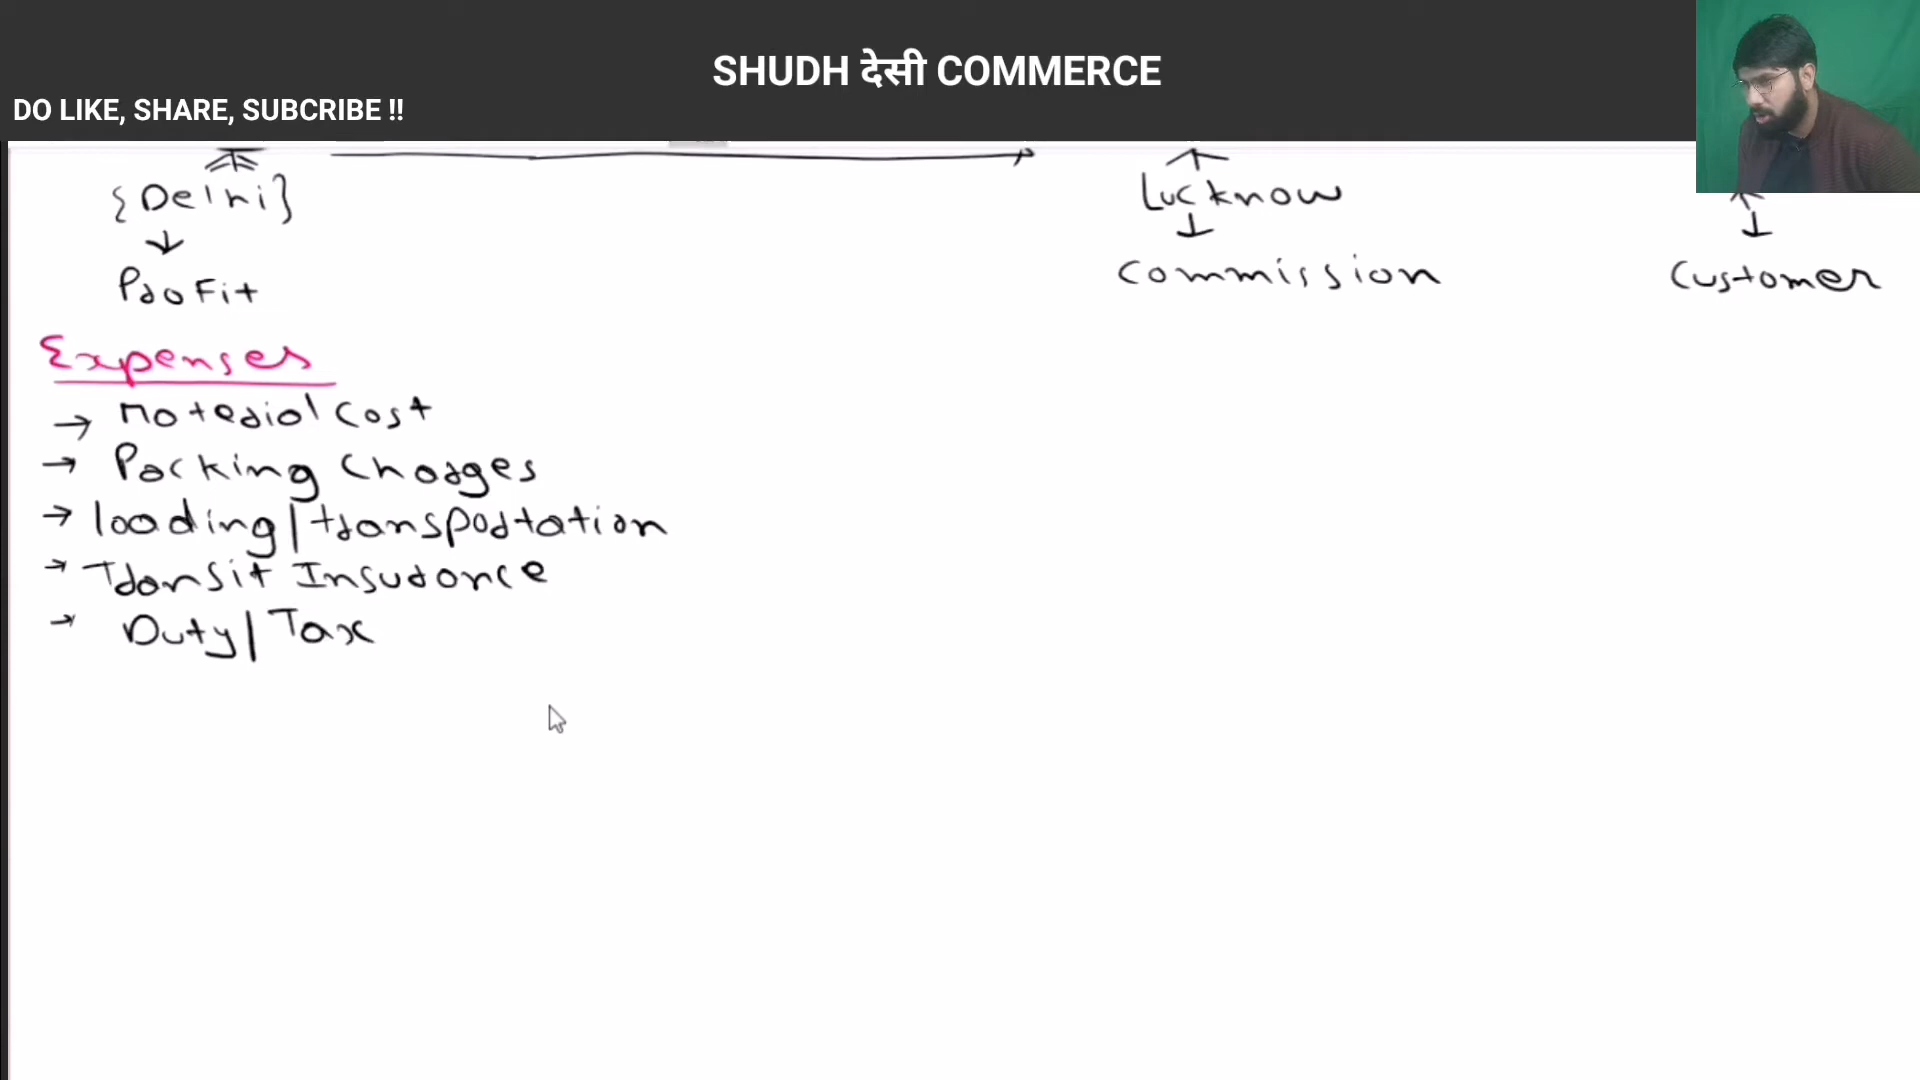 SHUDH देसी COMMERCE
DO LIKE, SHARE, SUBCRIBE !!
{Delhi} Lucknow
Profit Commission Customer
Expenses
→ Material Cost
→ Packing Charges
→ loading/transportation
→ Transit Insurance
→ Duty/Tax